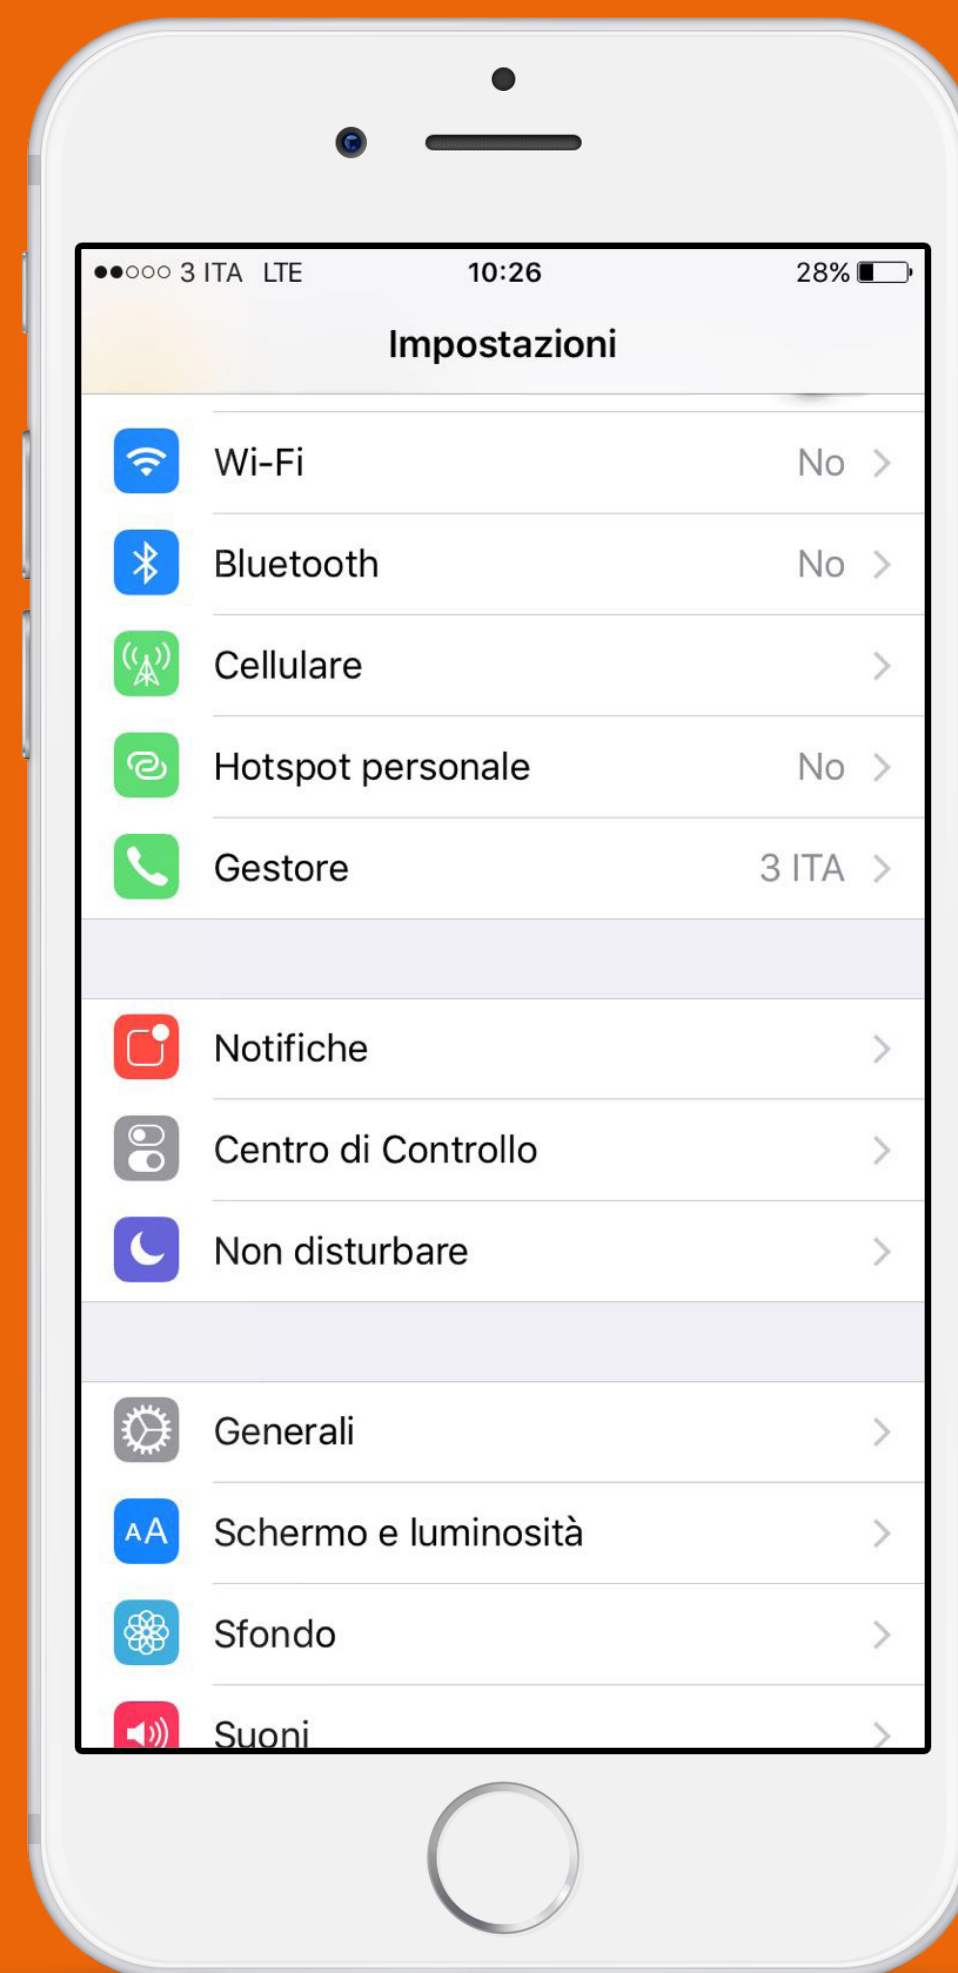 3 ITA LTE 10:26 28%
Impostazioni
Wi-Fi No
Bluetooth No
Cellulare
Hotspot personale No
Gestore 3 ITA
Notifiche
Centro di Controllo
Non disturbare
Generali
AA Schermo e luminosità
Sfondo
Suoni